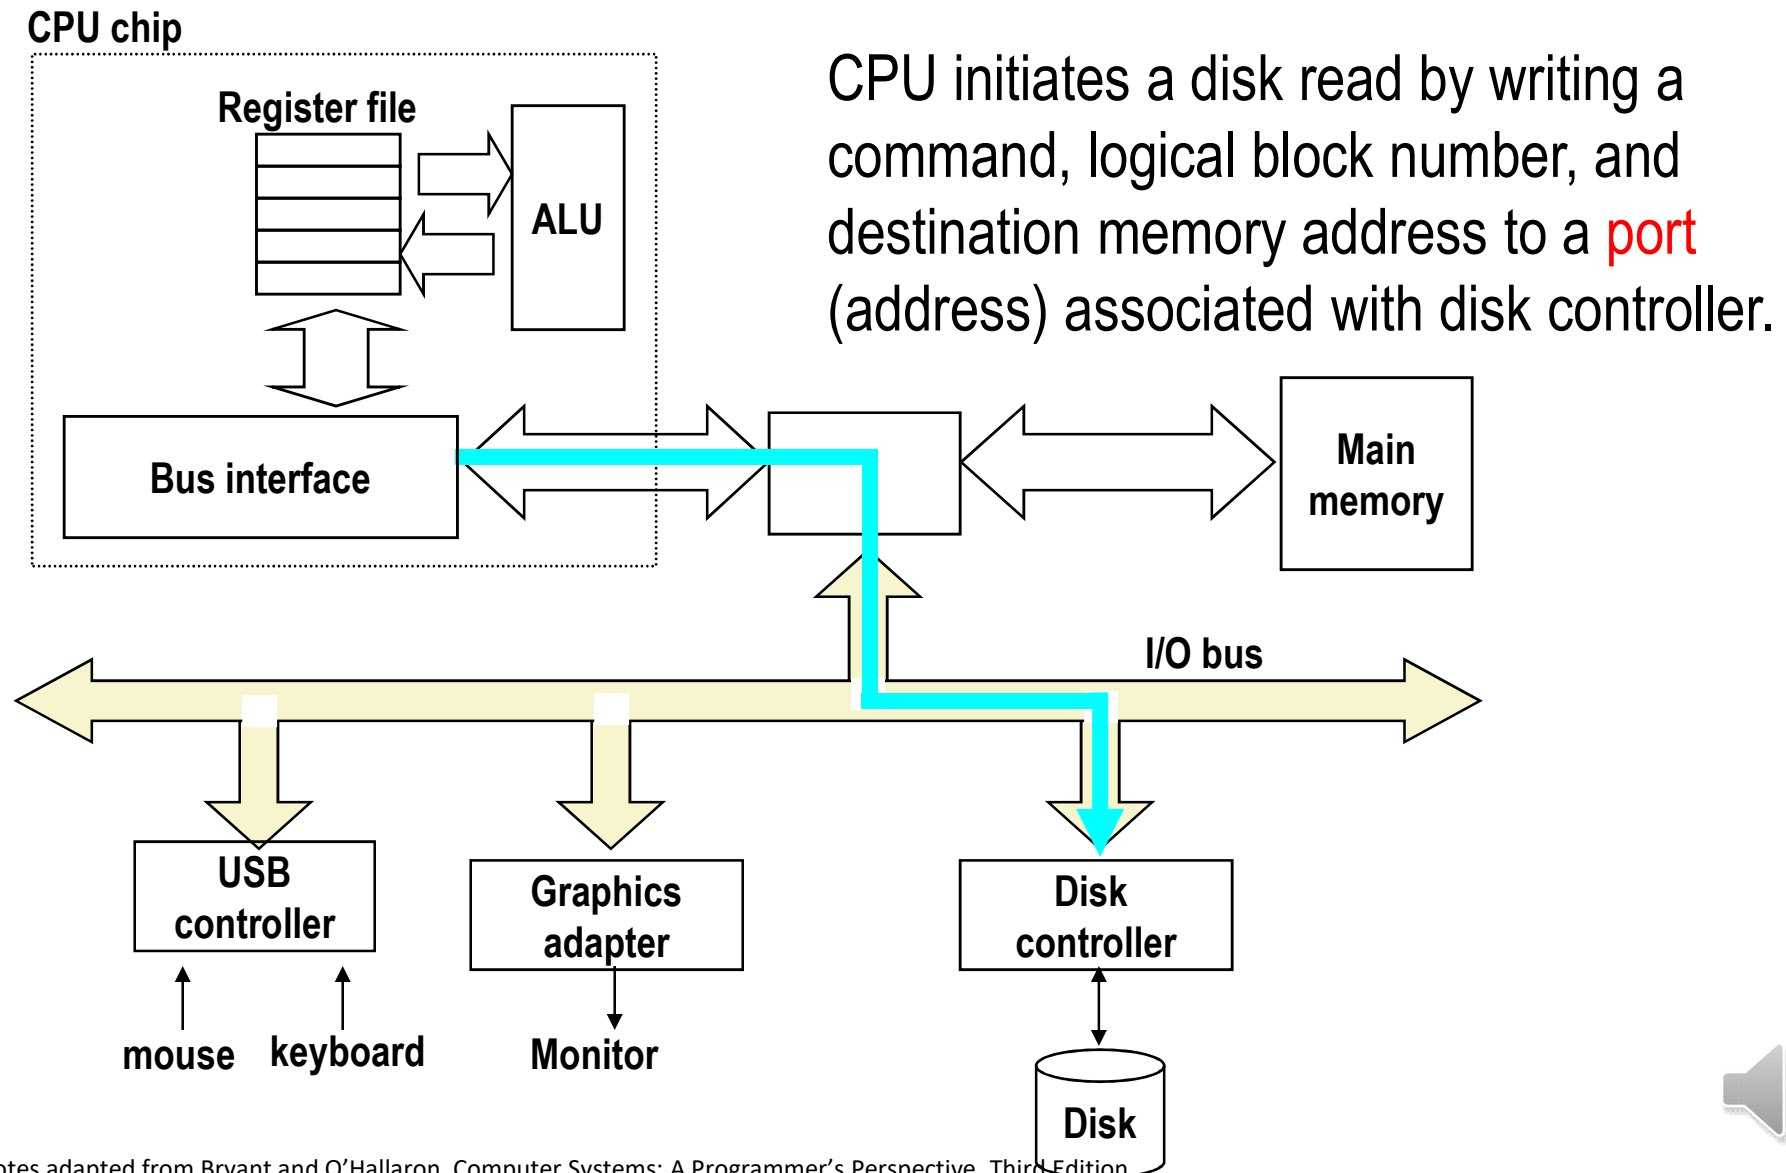 CPU chip
CPU initiates a disk read by writing a
command, logical block number, and
destination memory address to a port
(address) associated with disk controller.
Register file
ALU
Bus interface
Main
memory
I/O bus
USB
controller
Graphics
adapter
Disk
controller
mouse
keyboard
Monitor
Disk
adapted from Bryant and O'Hallaron, Computer Systems: A Programmer's Perspective, Third Edition